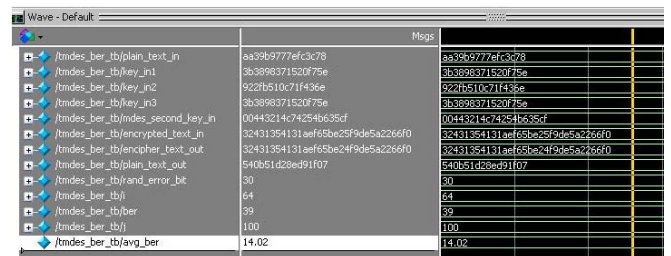 Wave - Default
Msgs
/tmdes_ber_tb/plain_text_in aa39b9777efc3c78 aa39b9777efc3c78
/tmdes_ber_tb/key_in1 3b3898371520f75e 3b3898371520f75e
/tmdes_ber_tb/key_in2 922fb510c71f436e 922fb510c71f436e
/tmdes_ber_tb/key_in3 3b3898371520f75e 3b3898371520f75e
/tmdes_ber_tb/mdes_second_key_in 00443214c74254b635cf 00443214c74254b635cf
/tmdes_ber_tb/encrypted_text_in 32431354131aef65be25f9de5a2266f0 32431354131aef65be25f9de5a2266f0
/tmdes_ber_tb/encipher_text_out 32431354131aef65be24f9de5a2266f0 32431354131aef65be24f9de5a2266f0
/tmdes_ber_tb/plain_text_out 540b51d28ed91f07 540b51d28ed91f07
/tmdes_ber_tb/rand_error_bit 30 30
/tmdes_ber_tb/i 64 64
/tmdes_ber_tb/ber 39 39
/tmdes_ber_tb/j 100 100
/tmdes_ber_tb/avg_ber 14.02 14.02